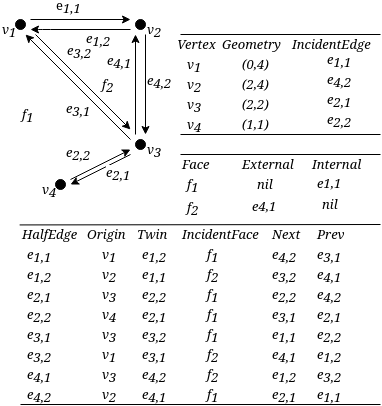 e1,1
v1
v2
e1,2
e3,2
e4,1
e4,2
f2
f1
e3,1
v3
e2,2
e2,1
v4
Vertex Geometry IncidentEdge
v1 (0,4) e1,1
v2 (2,4) e4,2
v3 (2,2) e2,1
v4 (1,1) e2,2
Face External Internal
f1 nil e1,1
f2 e4,1 nil
HalfEdge Origin Twin IncidentFace Next Prev
e1,1 v1 e1,2 f1 e4,2 e3,1
e1,2 v2 e1,1 f2 e3,2 e4,1
e2,1 v3 e2,2 f1 e2,2 e4,2
e2,2 v4 e2,1 f1 e3,1 e2,1
e3,1 v3 e3,2 f1 e1,1 e2,2
e3,2 v1 e3,1 f2 e4,1 e1,2
e4,1 v3 e4,2 f2 e1,2 e3,2
e4,2 v2 e4,1 f1 e2,1 e1,1